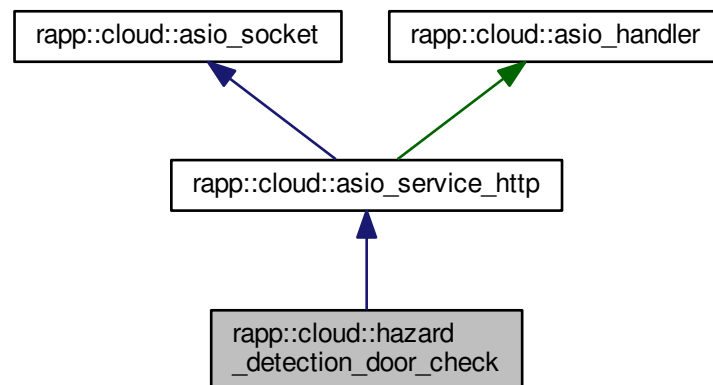 rapp::cloud::asio_socket
rapp::cloud::asio_handler
rapp::cloud::asio_service_http
rapp::cloud::hazard
_detection_door_check